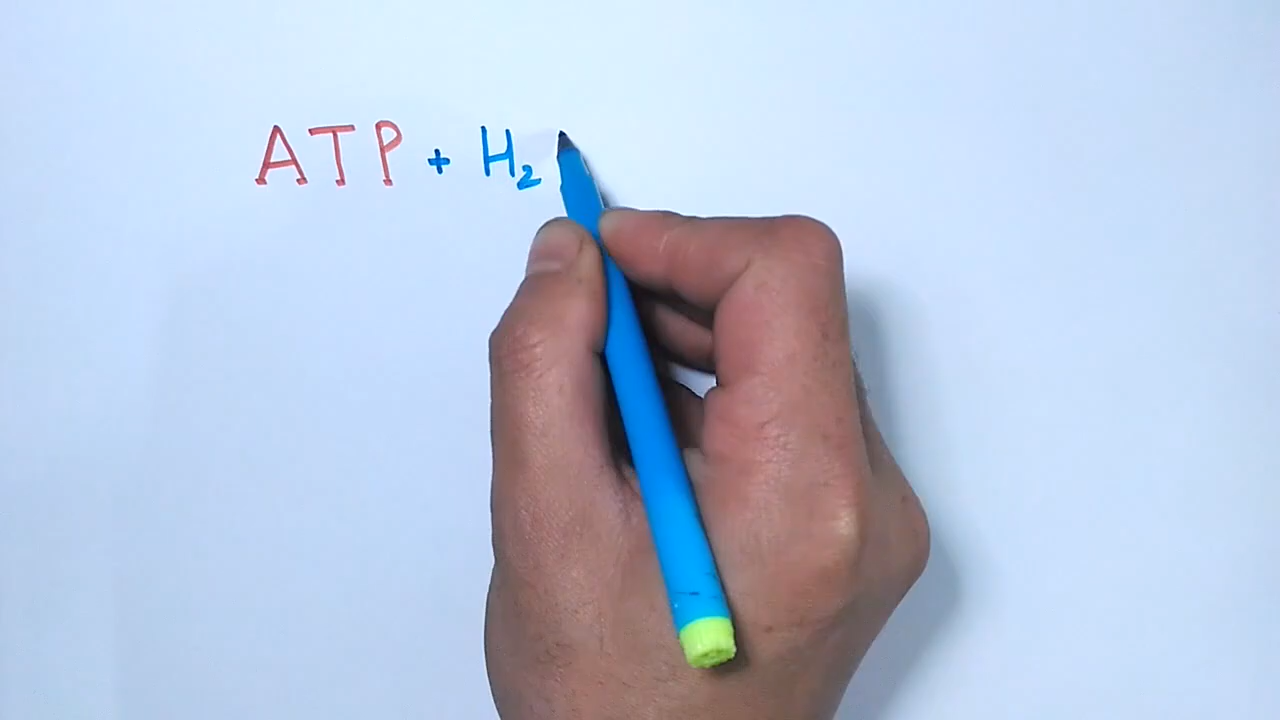 ATP + H₂